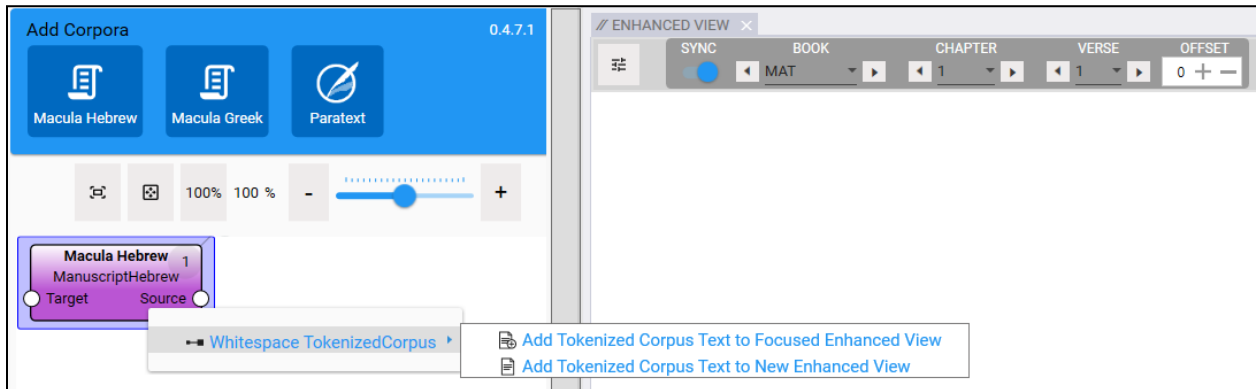 Add Corpora
0.4.7.1
Macula Hebrew
Macula Greek
Paratext
100% 100 % - +
Macula Hebrew 1
ManuscriptHebrew
Target Source
Whitespace TokenizedCorpus
Add Tokenized Corpus Text to Focused Enhanced View
Add Tokenized Corpus Text to New Enhanced View
// ENHANCED VIEW ×
SYNC BOOK CHAPTER VERSE OFFSET
MAT 1 1 0 + −